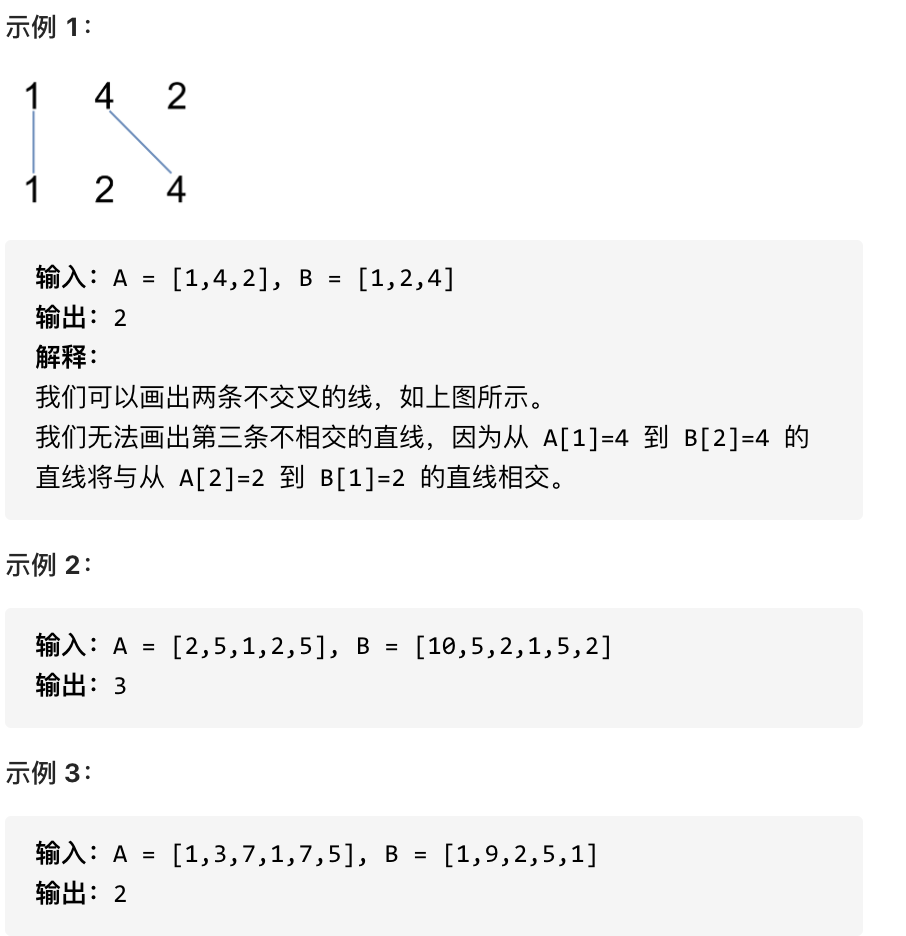 示例 1：
1 4 2
1 2 4
输入：A = [1,4,2], B = [1,2,4]
输出：2
解释：
我们可以画出两条不交叉的线，如上图所示。
我们无法画出第三条不相交的直线，因为从 A[1]=4 到 B[2]=4 的
直线将与从 A[2]=2 到 B[1]=2 的直线相交。
示例 2：
输入：A = [2,5,1,2,5], B = [10,5,2,1,5,2]
输出：3
示例 3：
输入：A = [1,3,7,1,7,5], B = [1,9,2,5,1]
输出：2